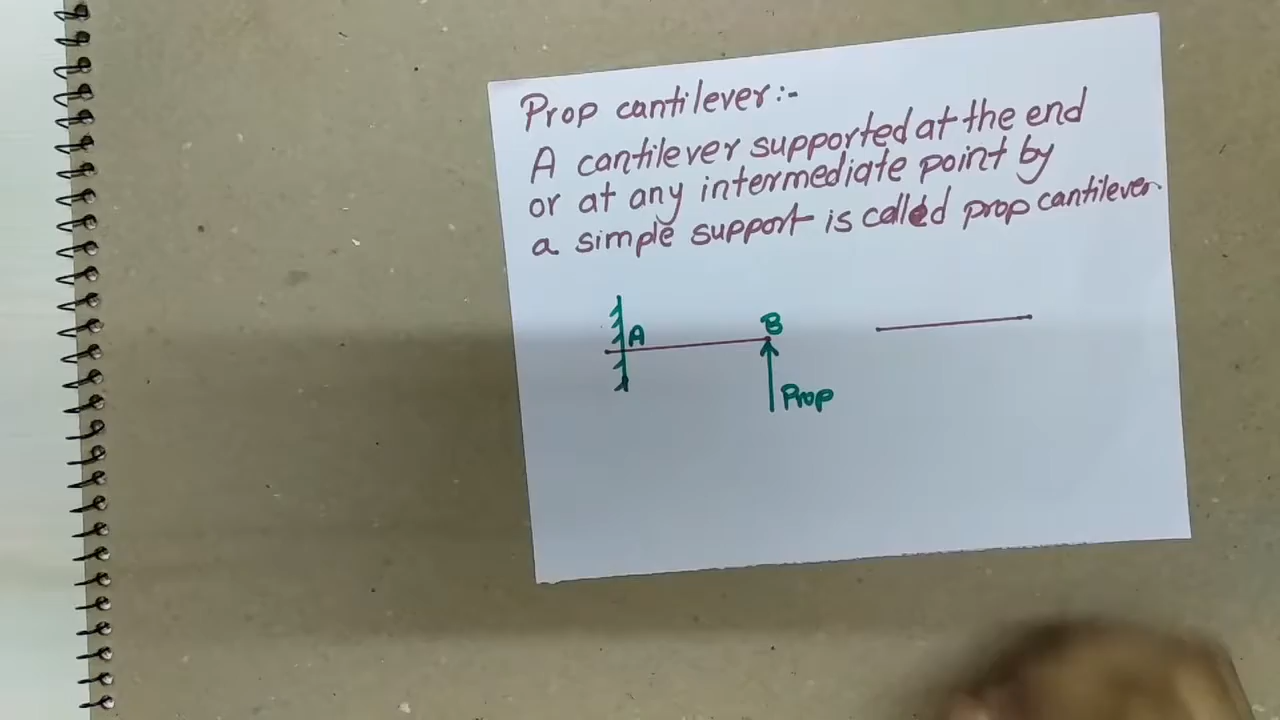 Prop cantilever:-
A cantilever supported at the end
or at any intermediate point by
a simple support is called prop cantilever.
A
B
Prop